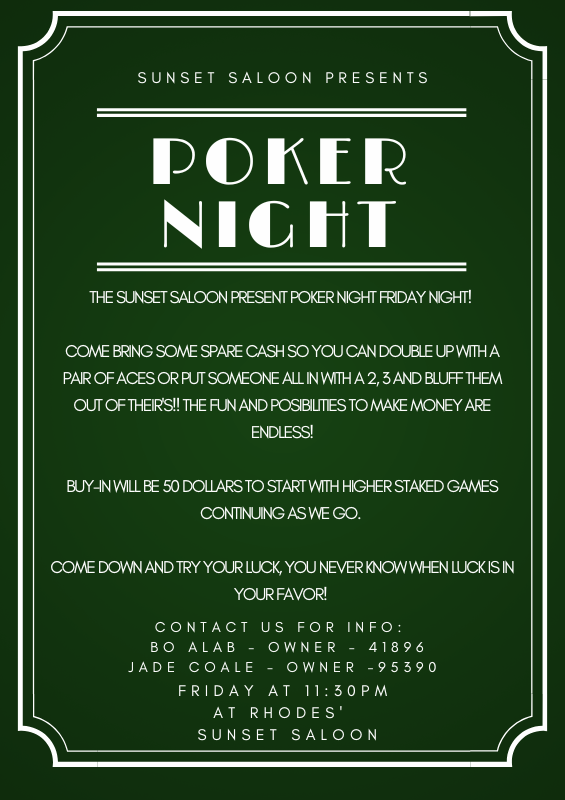 SUNSET SALOON PRESENTS
POKER
NIGHT
THE SUNSET SALOON PRESENT POKER NIGHT FRIDAY NIGHT!
COME BRING SOME SPARE CASH SO YOU CAN DOUBLE UP WITH A
PAIR OF ACES OR PUT SOMEONE ALL IN WITH A 2, 3 AND BLUFF THEM
OUT OF THEIR'S!! THE FUN AND POSIBILITIES TO MAKE MONEY ARE
ENDLESS!
BUY-IN WILL BE 50 DOLLARS TO START WITH HIGHER STAKED GAMES
CONTINUING AS WE GO.
COME DOWN AND TRY YOUR LUCK, YOU NEVER KNOW WHEN LUCK IS IN
YOUR FAVOR!
CONTACT US FOR INFO:
BO ALAB - OWNER - 41896
JADE COALE - OWNER -95390
FRIDAY AT 11:30PM
AT RHODES'
SUNSET SALOON